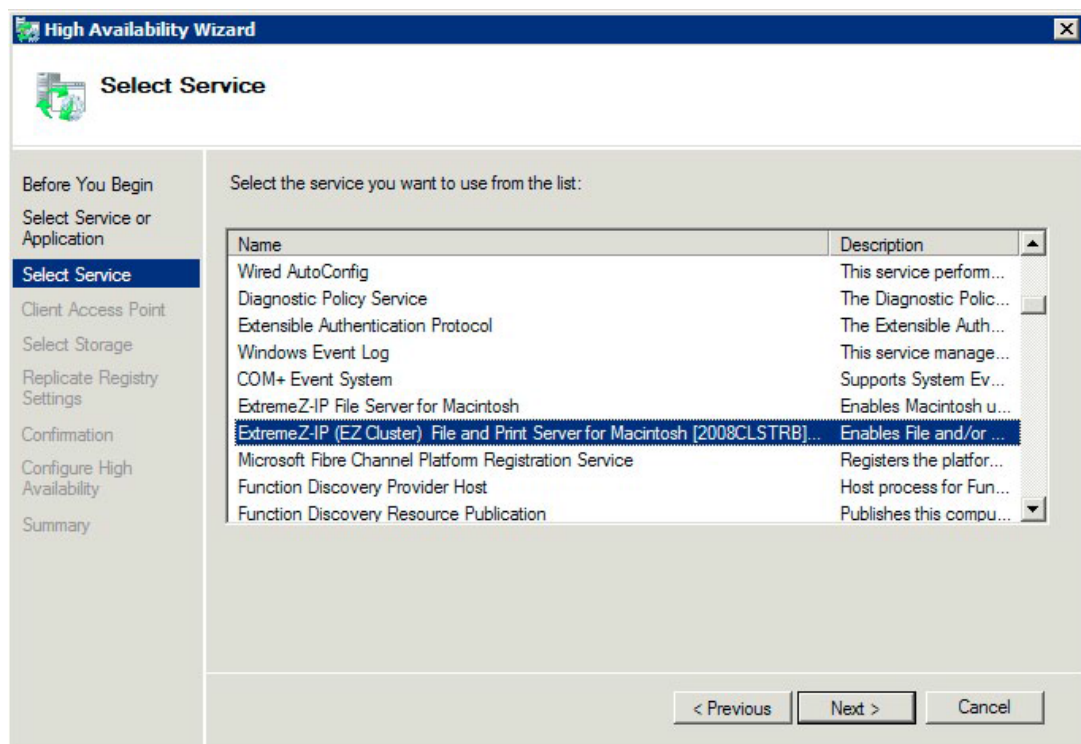 High Availability Wizard
Select Service
Before You Begin
Select Service or
Application
Select Service
Client Access Point
Select Storage
Replicate Registry
Settings
Confirmation
Configure High
Availability
Summary
Select the service you want to use from the list:
Name Description
Wired AutoConfig This service perform...
Diagnostic Policy Service The Diagnostic Polic...
Extensible Authentication Protocol The Extensible Auth...
Windows Event Log This service manage...
COM+ Event System Supports System Ev...
ExtremeZ-IP File Server for Macintosh Enables Macintosh u...
ExtremeZ-IP (EZ Cluster) File and Print Server for Macintosh [2008CLSTRB]... Enables File and/or ...
Microsoft Fibre Channel Platform Registration Service Registers the platfor...
Function Discovery Provider Host Host process for Fun...
Function Discovery Resource Publication Publishes this compu...
< Previous Next > Cancel